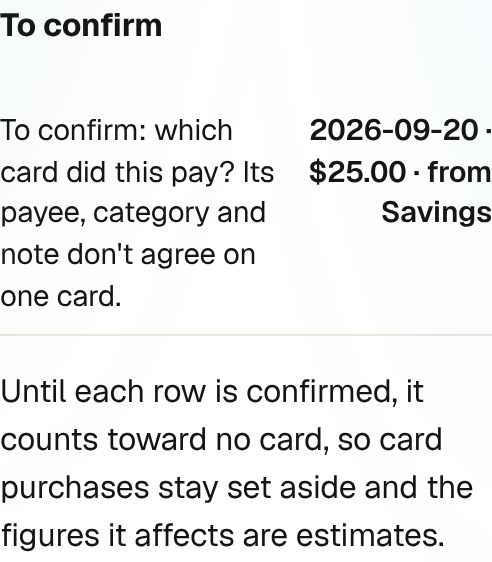 To confirm
To confirm: which
card did this pay? Its
payee, category and
note don't agree on
one card.
2026-09-20 ·
$25.00 · from
Savings
Until each row is confirmed, it
counts toward no card, so card
purchases stay set aside and the
figures it affects are estimates.